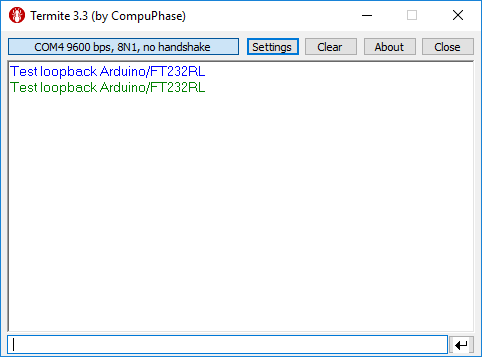 Termite 3.3 (by CompuPhase)
COM4 9600 bps, 8N1, no handshake Settings Clear About Close
Test loopback Arduino/FT232RL
Test loopback Arduino/FT232RL